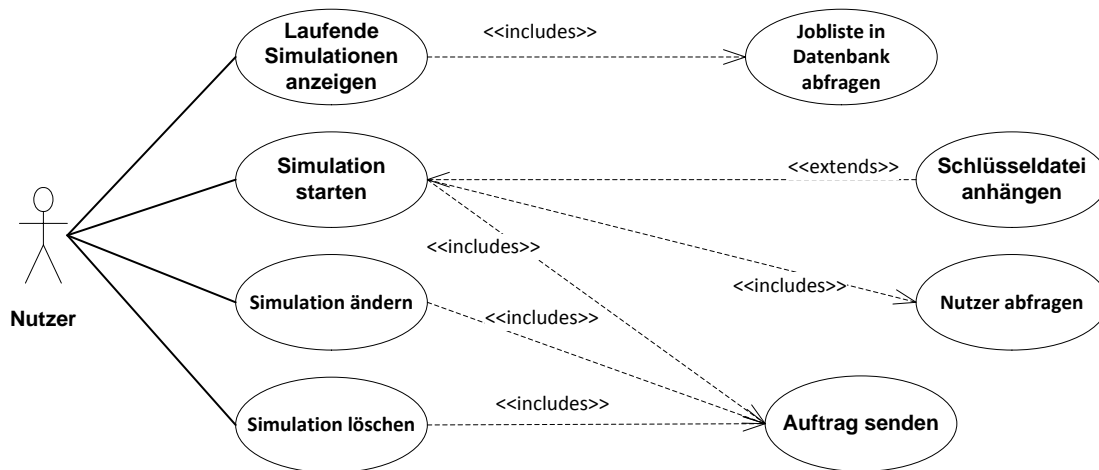 Laufende
Simulationen
anzeigen
<<includes>>
Jobliste in
Datenbank
abfragen
Simulation
starten
<<extends>>
Schlüsseldatei
anhängen
<<includes>>
Nutzer
Simulation ändern
<<includes>>
<<includes>>
Nutzer abfragen
Simulation löschen
<<includes>>
Auftrag senden